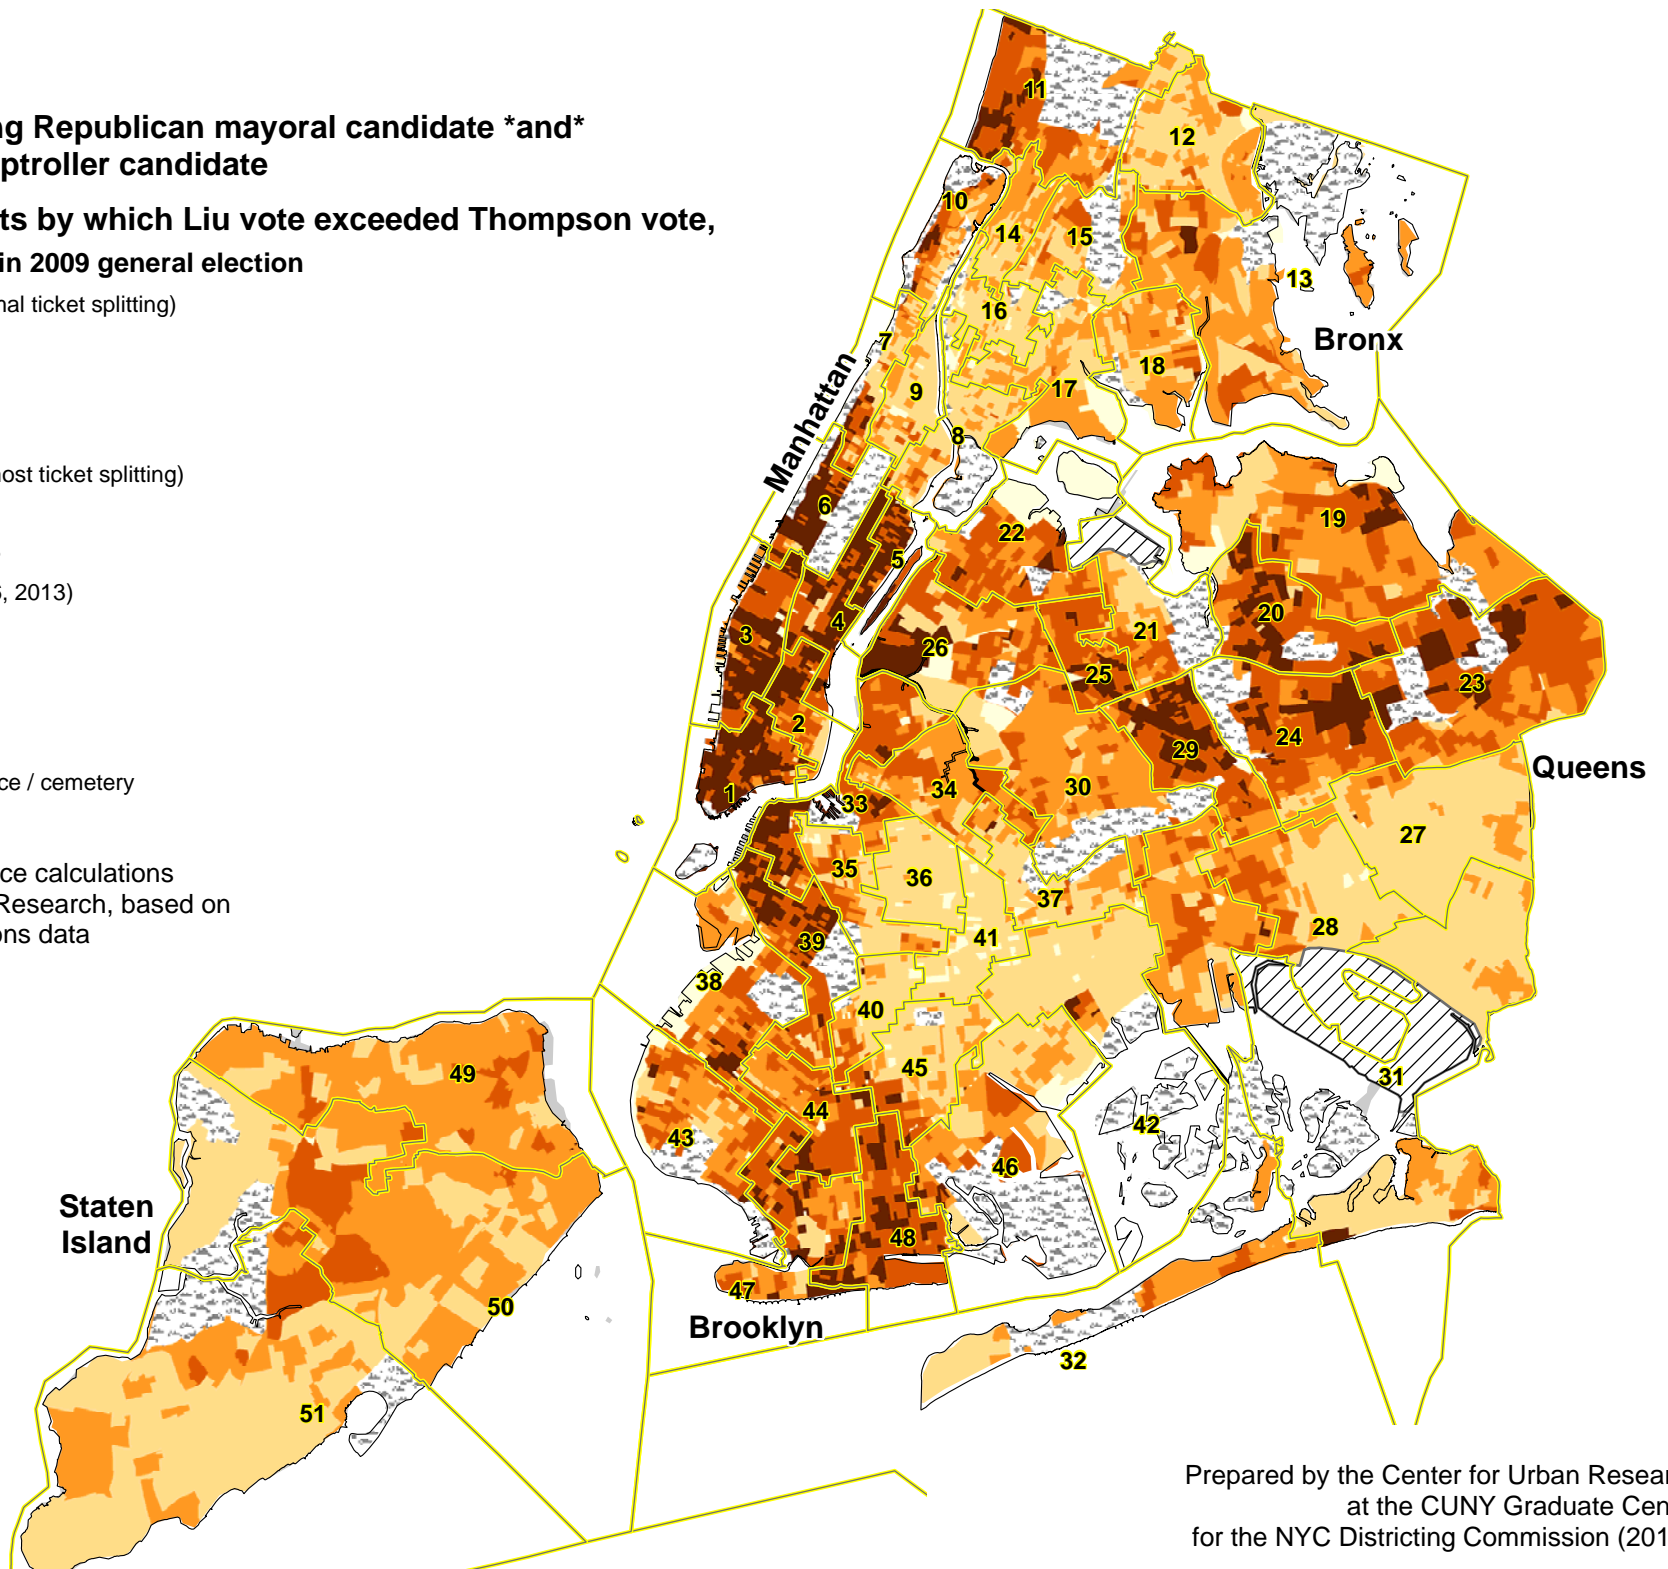 ng Republican mayoral candidate *and*
ptroller candidate
ts by which Liu vote exceeded Thompson vote,
in 2009 general election
nal ticket splitting)
nost ticket splitting)
6, 2013)
ce / cemetery
ce calculations
Research, based on
ons data
11
12
10
14
15
13
16
Bronx
7
18
17
9
Manhattan
8
6
22
19
5
20
3
4
21
26
25
23
2
29
24
Queens
1
33
34
30
27
35
36
37
28
39
41
38
40
49
45
31
44
42
43
46
Staten
Island
48
47
50
Brooklyn
32
51
Prepared by the Center for Urban Resear
at the CUNY Graduate Cen
for the NYC Districting Commission (201